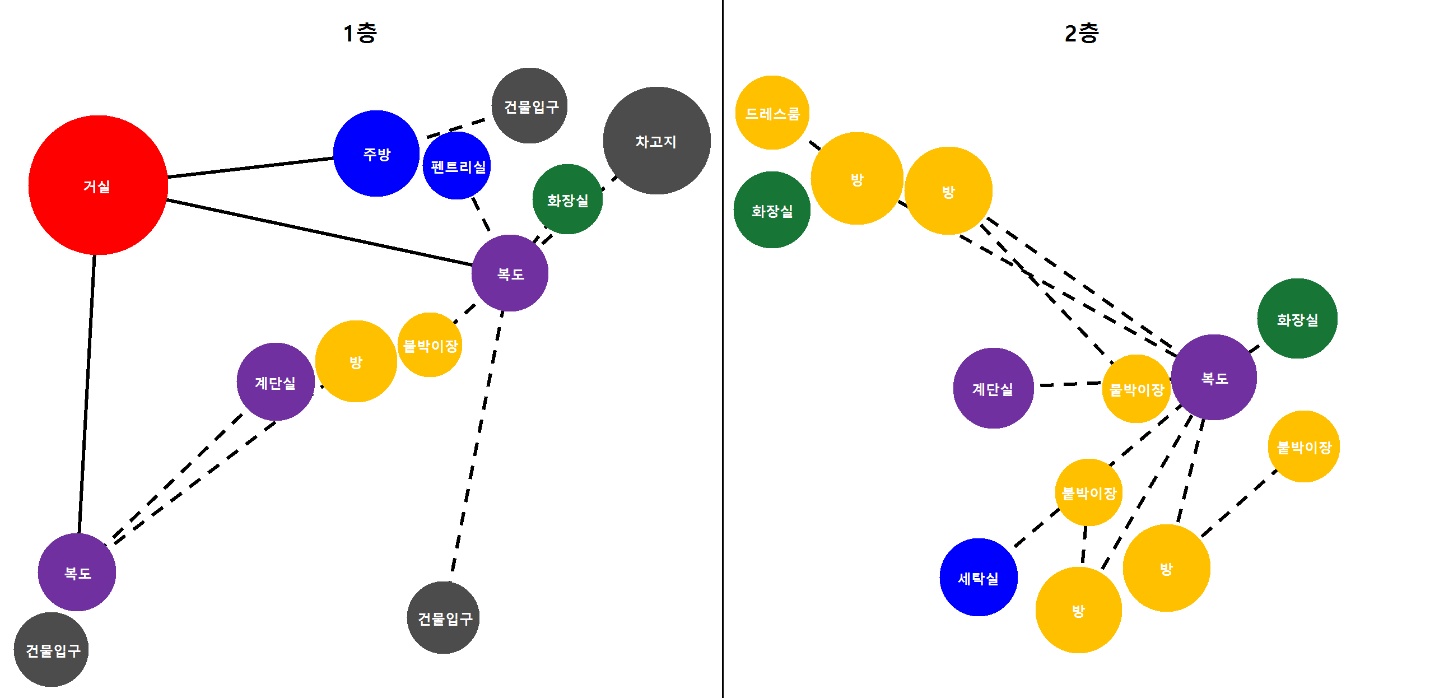 1층
건물입구
차고지
주방
펜트리실
거실
화장실
복도
붙박이장
방
계단실
복도
건물입구
건물입구
2층
드레스룸
방
방
화장실
화장실
복도
계단실
붙박이장
붙박이장
붙박이장
세탁실
방
방